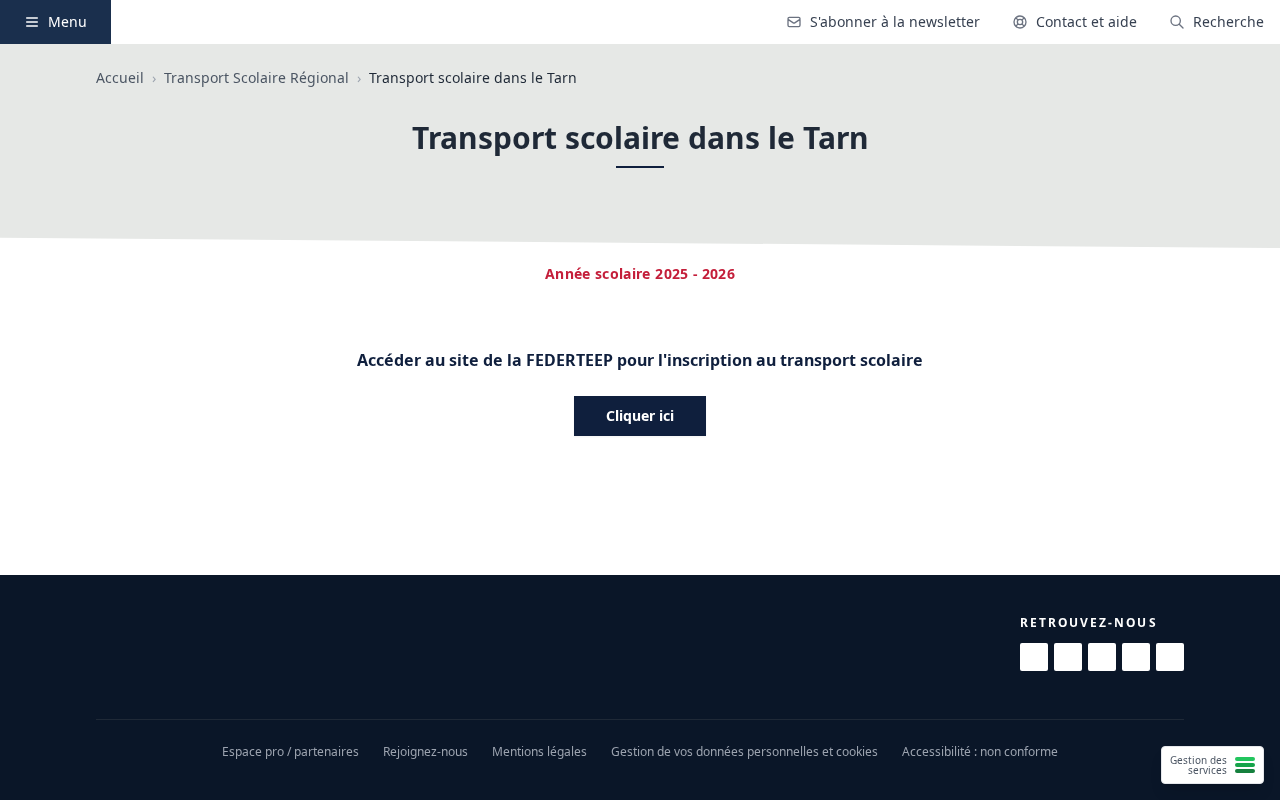 Menu
S'abonner à la newsletter
Contact et aide
Recherche
Accueil › Transport Scolaire Régional › Transport scolaire dans le Tarn
Transport scolaire dans le Tarn
Année scolaire 2025 - 2026
Accéder au site de la FEDERTEEP pour l'inscription au transport scolaire
Cliquer ici
RETROUVEZ-NOUS
Espace pro / partenaires
Rejoignez-nous
Mentions légales
Gestion de vos données personnelles et cookies
Accessibilité : non conforme
Gestion des
services